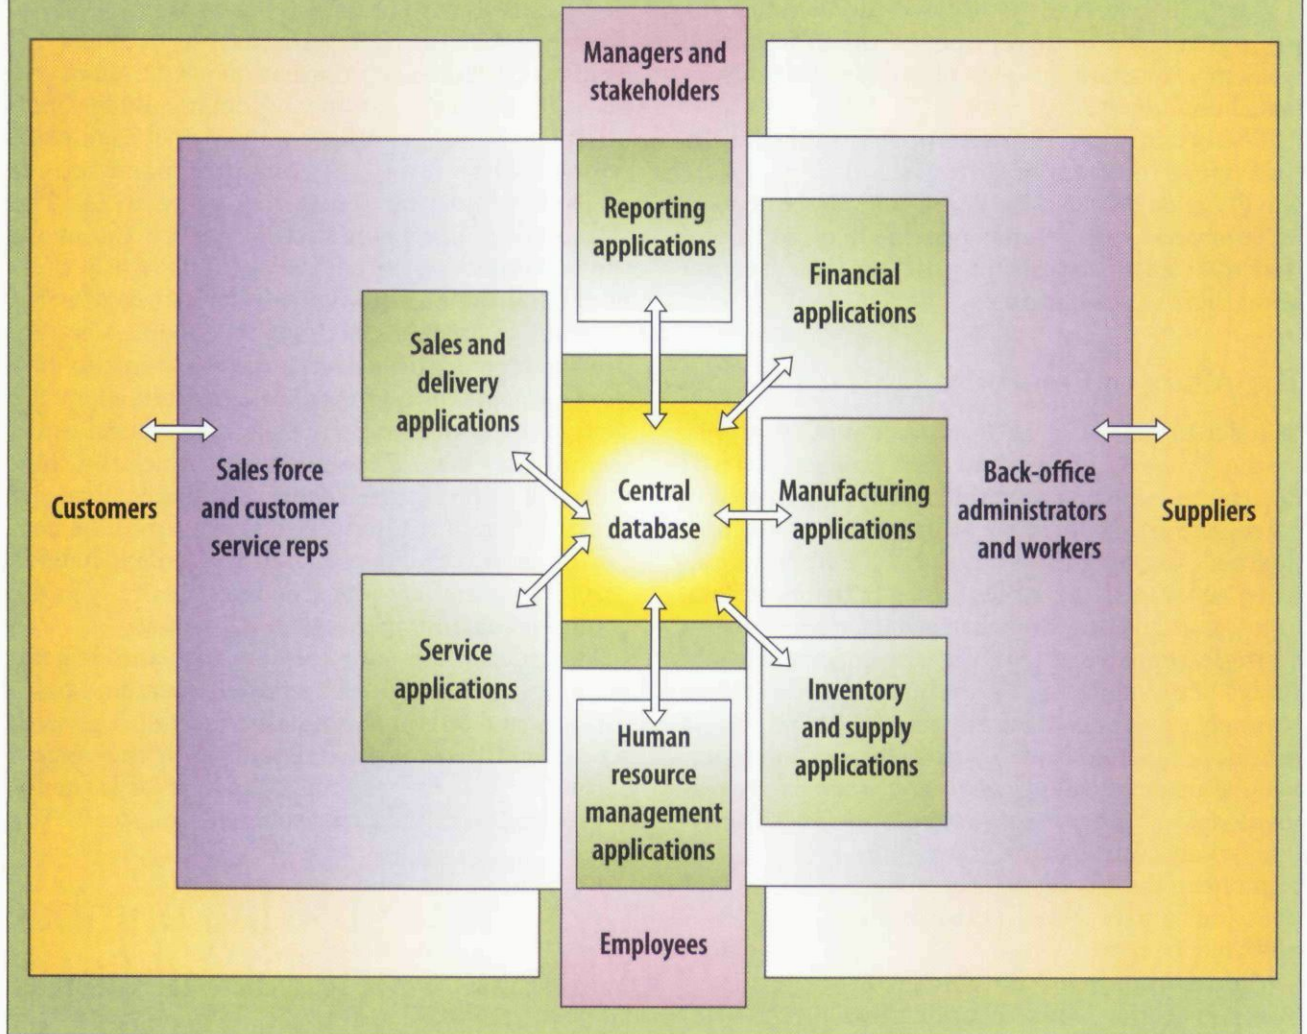 Managers and
stakeholders
Reporting
applications
Financial
applications
Sales and
delivery
applications
Customers
Sales force
and customer
service reps
Central
database
Manufacturing
applications
Back-office
administrators
and workers
Suppliers
Service
applications
Inventory
and supply
applications
Human
resource
management
applications
Employees